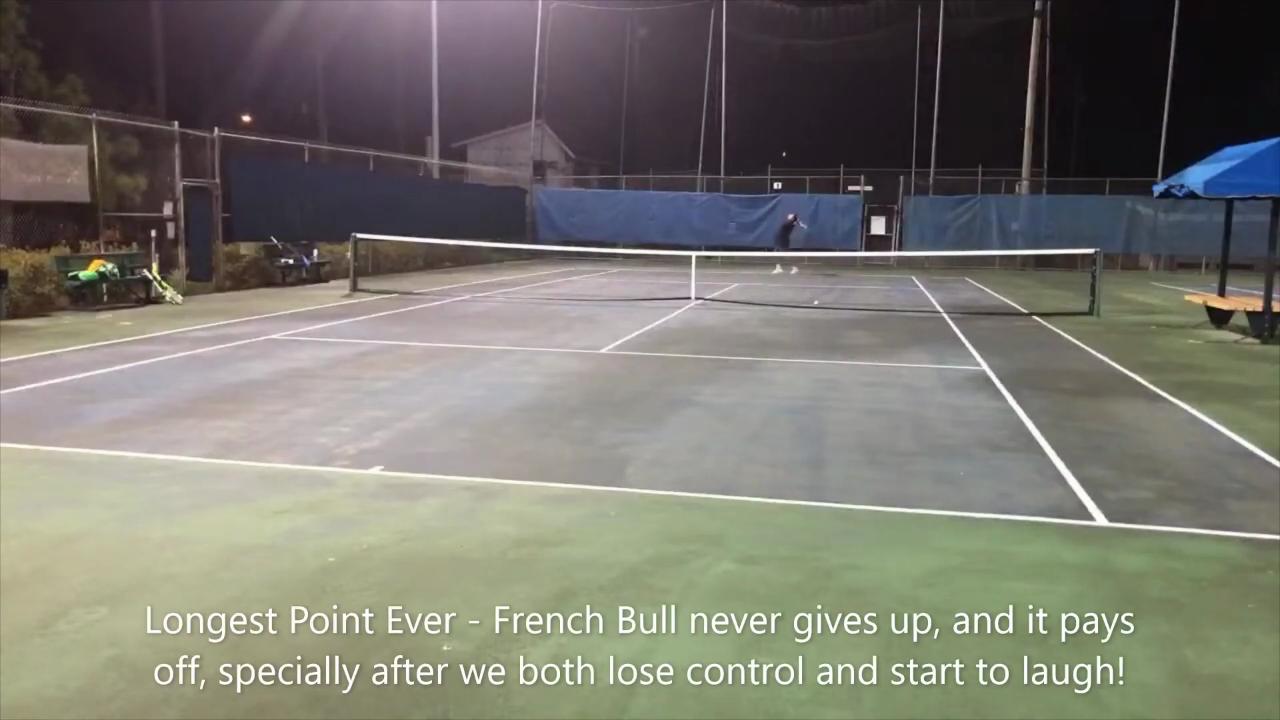 Longest Point Ever - French Bull never gives up, and it pays
off, specially after we both lose control and start to laugh!